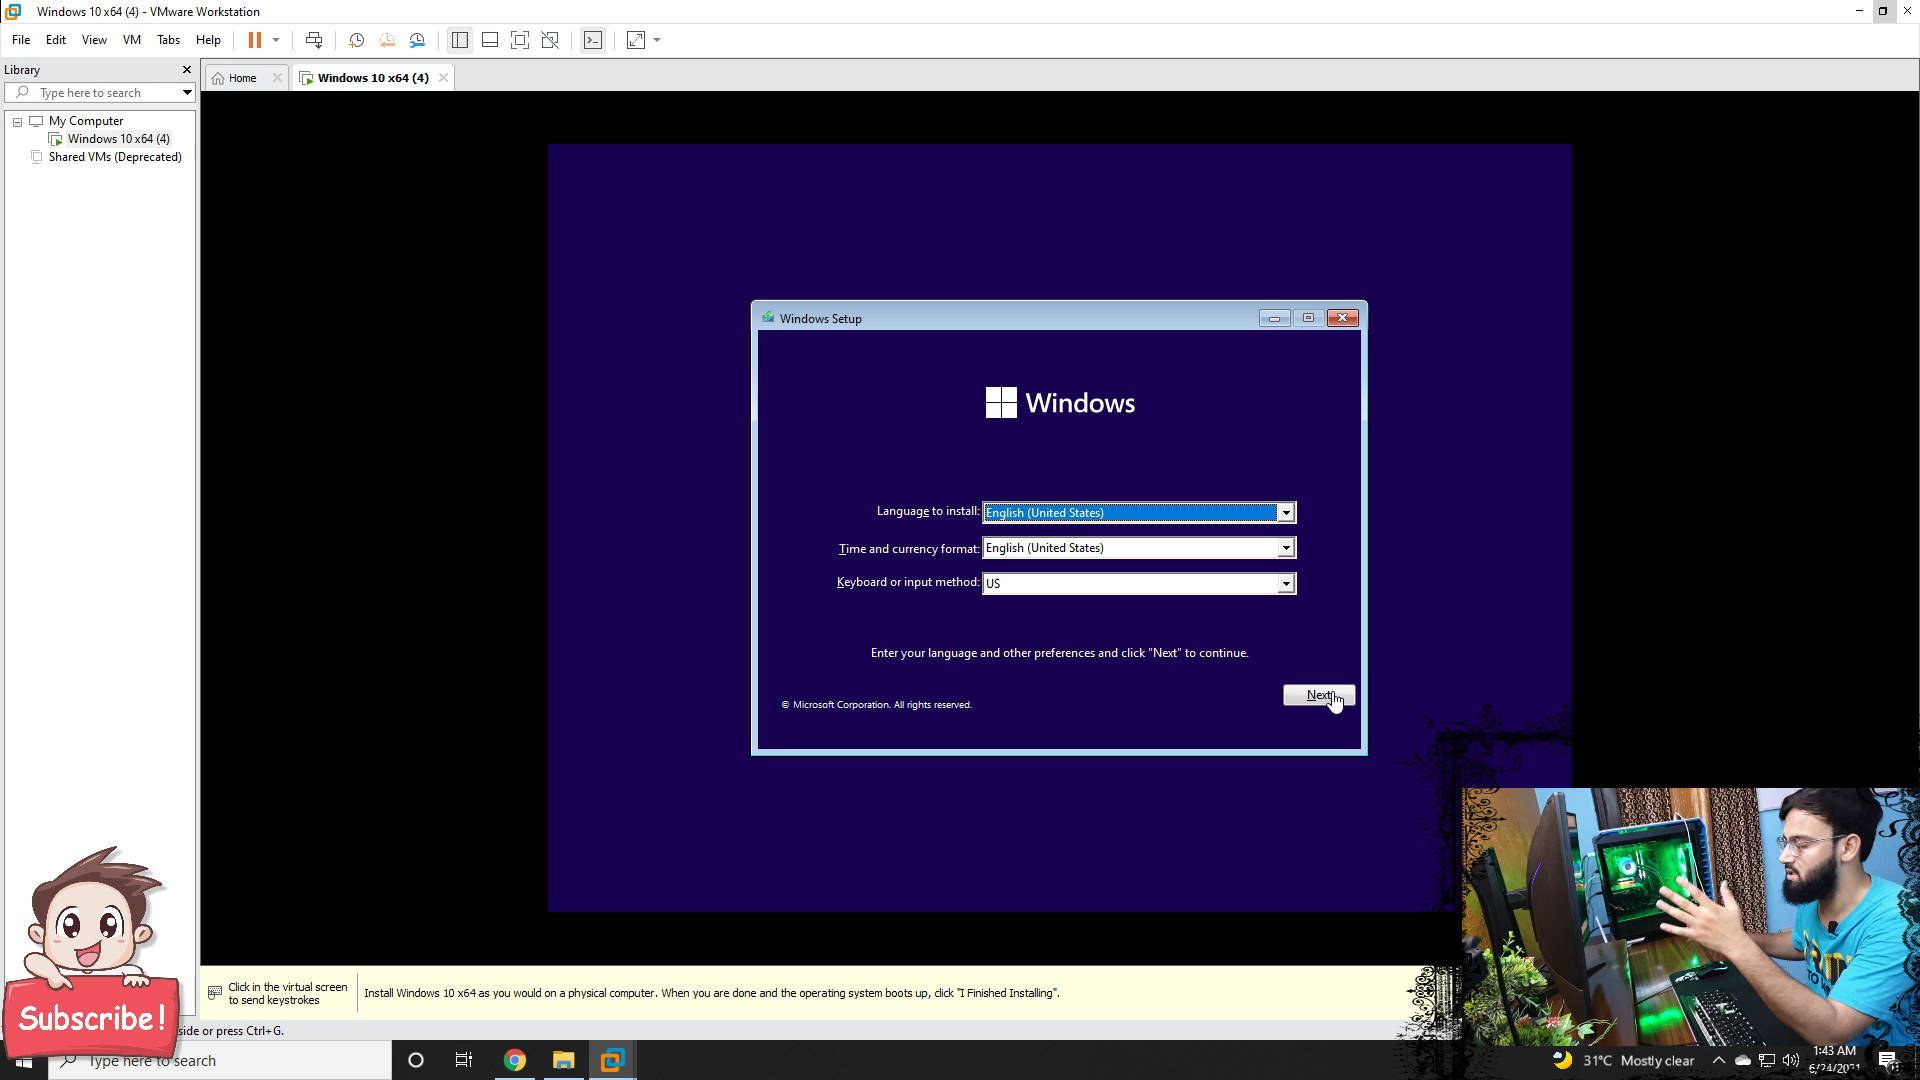 Windows 10 x64 (4) - VMware Workstation
File Edit View VM Tabs Help
Library
Type here to search
My Computer
Windows 10 x64 (4)
Shared VMs (Deprecated)
Home
Windows 10 x64 (4)
Windows Setup
Windows
Language to install: English (United States)
Time and currency format: English (United States)
Keyboard or input method: US
Enter your language and other preferences and click "Next" to continue.
Next
© Microsoft Corporation. All rights reserved.
Click in the virtual screen
to send keystrokes
Install Windows 10 x64 as you would on a physical computer. When you are done and the operating system boots up, click "I Finished Installing".
Subscribe!
side or press Ctrl+G.
Type here to search
31°C Mostly clear
1:43 AM
6/24/2021